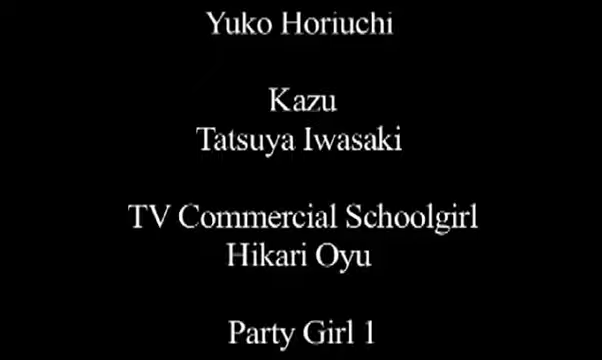 Yuko Horiuchi
Kazu
Tatsuya Iwasaki
TV Commercial Schoolgirl
Hikari Oyu
Party Girl 1